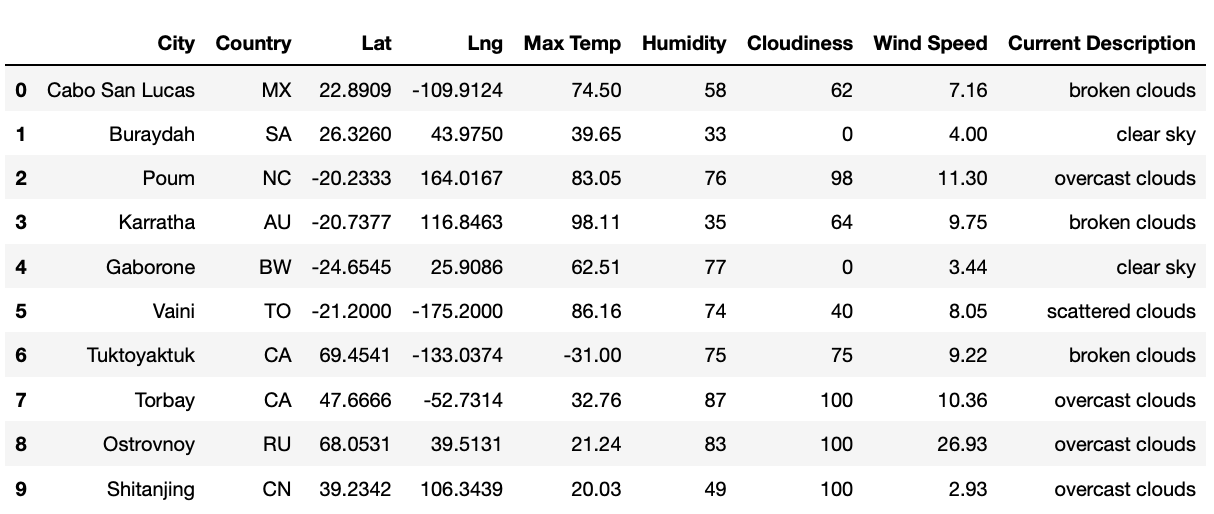 City Country Lat Lng Max Temp Humidity Cloudiness Wind Speed Current Description
0 Cabo San Lucas MX 22.8909 -109.9124 74.50 58 62 7.16 broken clouds
1 Buraydah SA 26.3260 43.9750 39.65 33 0 4.00 clear sky
2 Poum NC -20.2333 164.0167 83.05 76 98 11.30 overcast clouds
3 Karratha AU -20.7377 116.8463 98.11 35 64 9.75 broken clouds
4 Gaborone BW -24.6545 25.9086 62.51 77 0 3.44 clear sky
5 Vaini TO -21.2000 -175.2000 86.16 74 40 8.05 scattered clouds
6 Tuktoyaktuk CA 69.4541 -133.0374 -31.00 75 75 9.22 broken clouds
7 Torbay CA 47.6666 -52.7314 32.76 87 100 10.36 overcast clouds
8 Ostrovnoy RU 68.0531 39.5131 21.24 83 100 26.93 overcast clouds
9 Shitanjing CN 39.2342 106.3439 20.03 49 100 2.93 overcast clouds